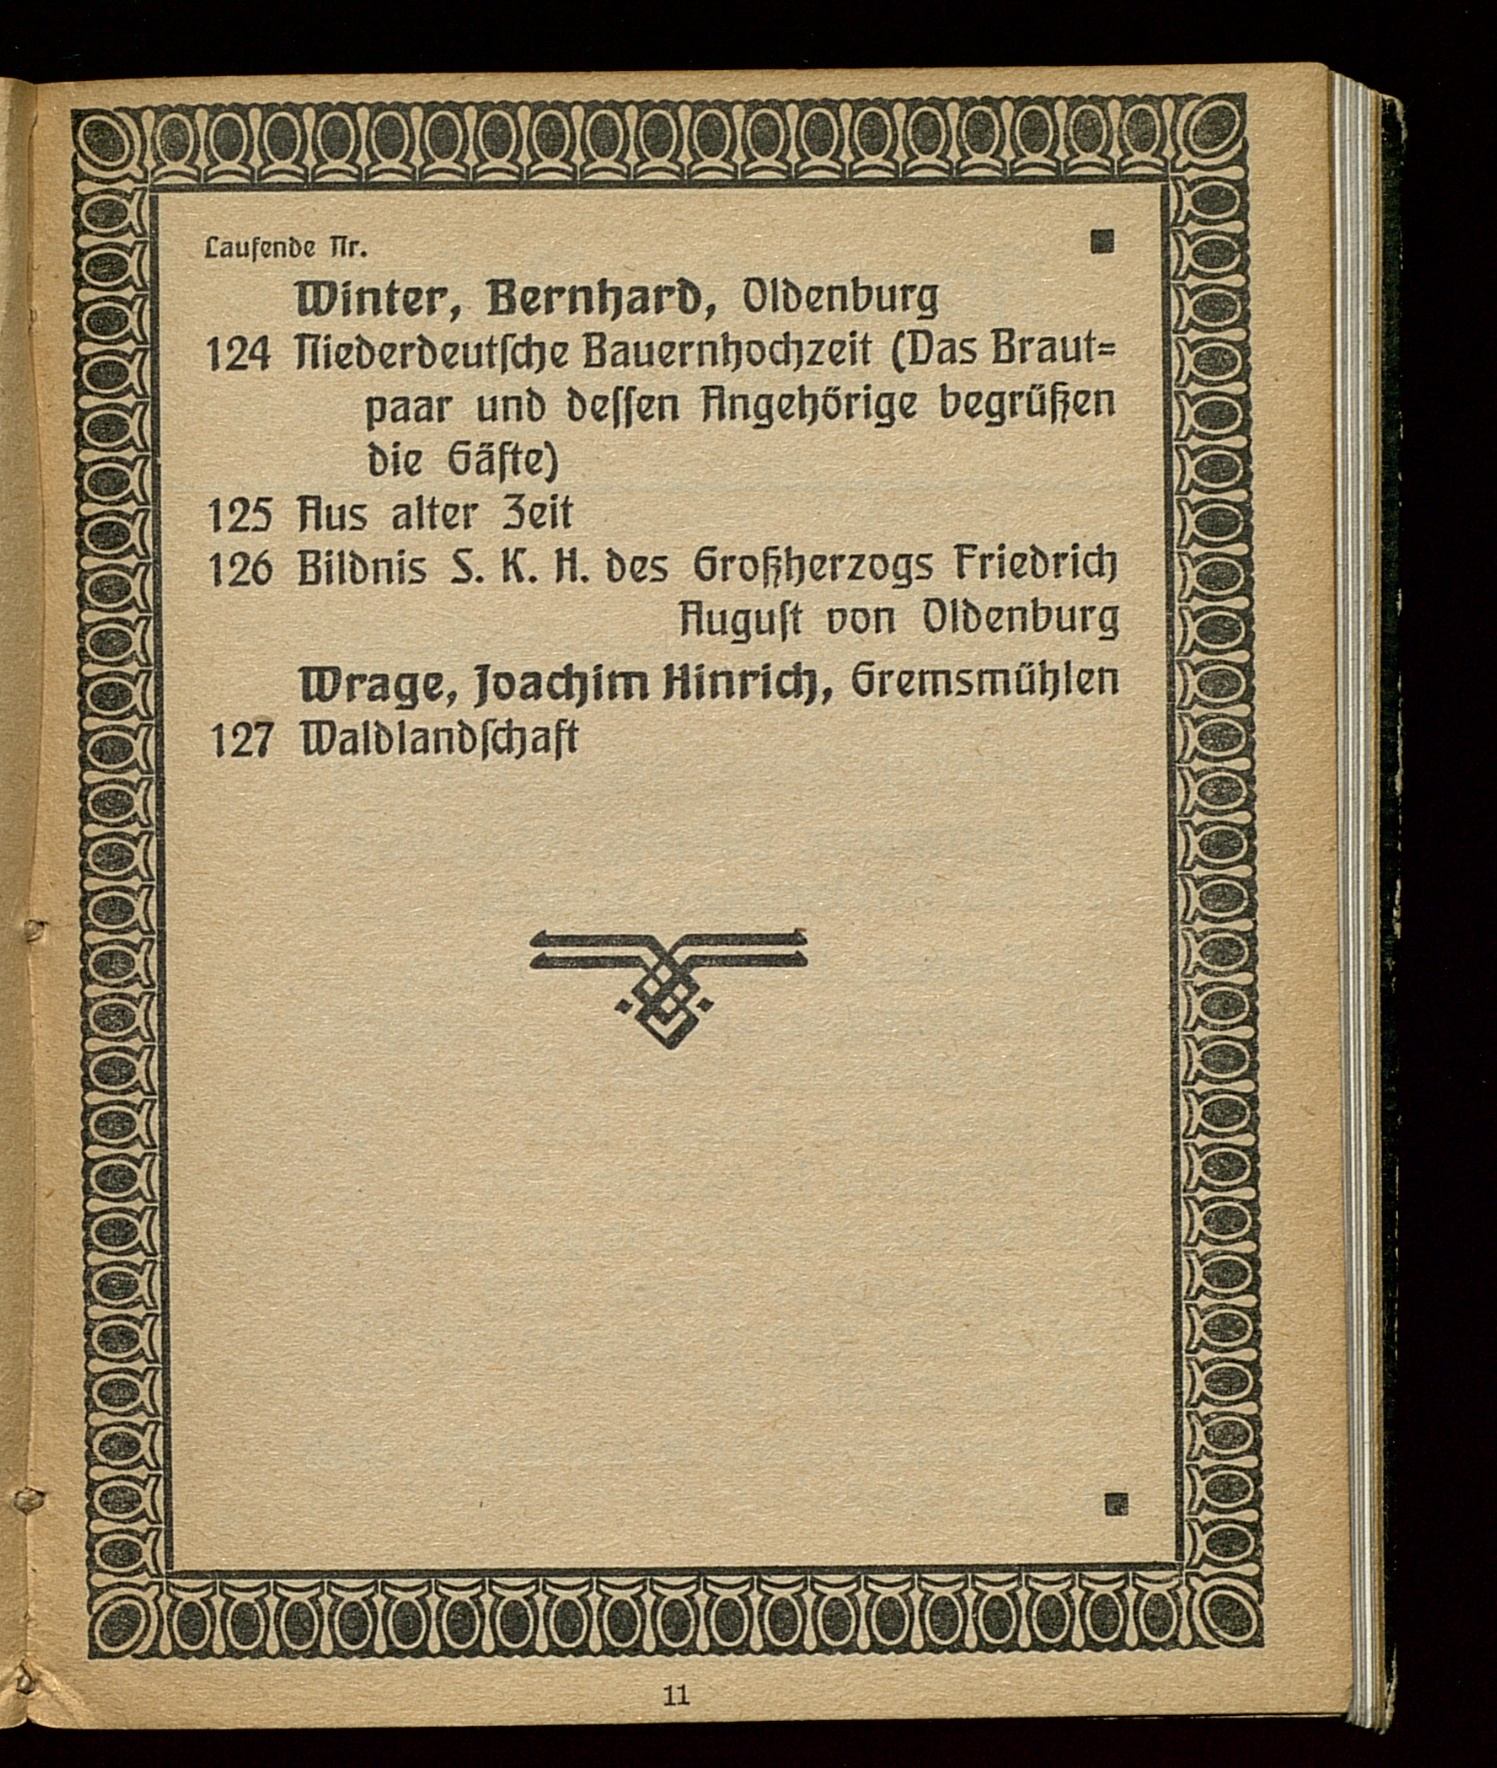 Laufende Nr.
Winter, Bernhard, Oldenburg
124 Niederdeutſche Bauernhochzeit (Das Braut=
paar und deſſen Angehörige begrüßen
die Gäſte)
125 Aus alter Zeit
126 Bildnis S. K. H. des Großherzogs Friedrich
Auguſt von Oldenburg
Wrage, Joachim Hinrich, Gremsmühlen
127 Waldlandſchaft
11